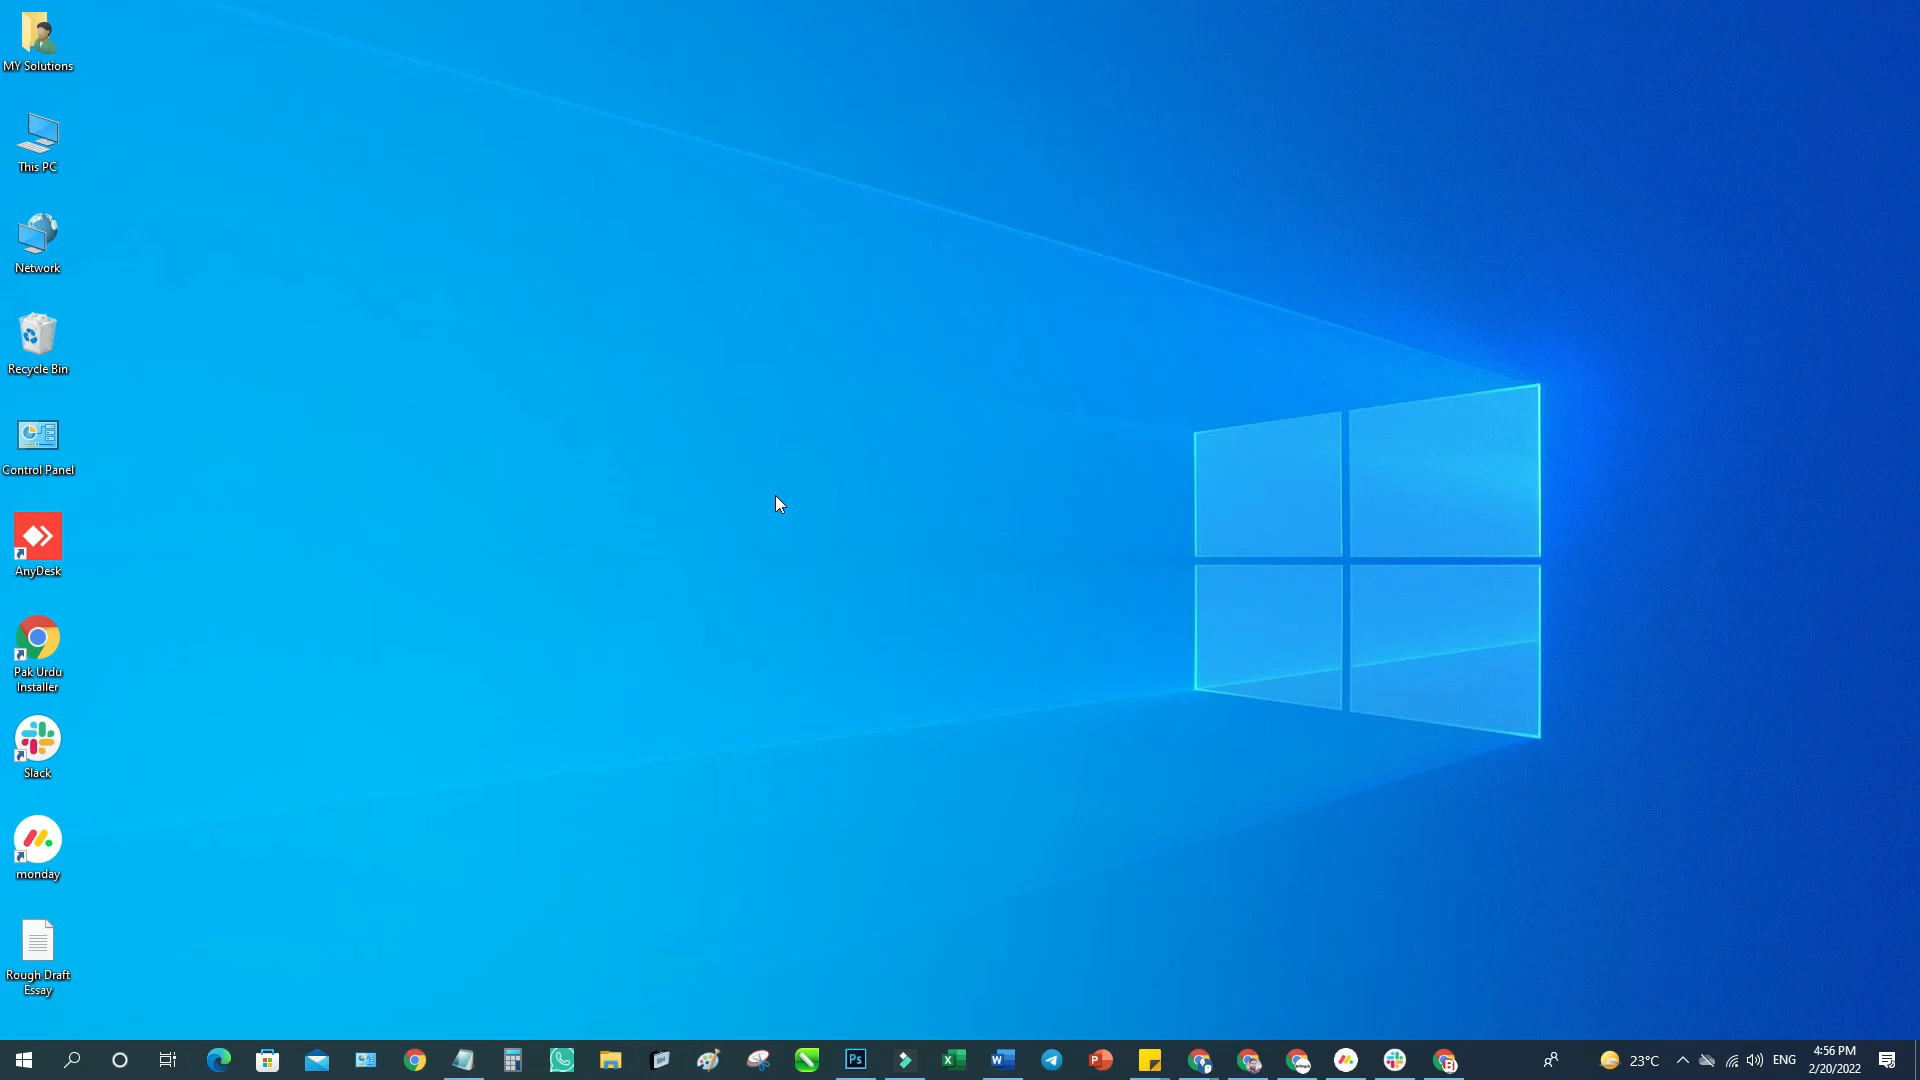 MY Solutions
This PC
Network
Recycle Bin
Control Panel
AnyDesk
Pak Urdu
Installer
Slack
monday
Rough Draft
Essay
Ps
23°C
ENG
4:56 PM
2/20/2022